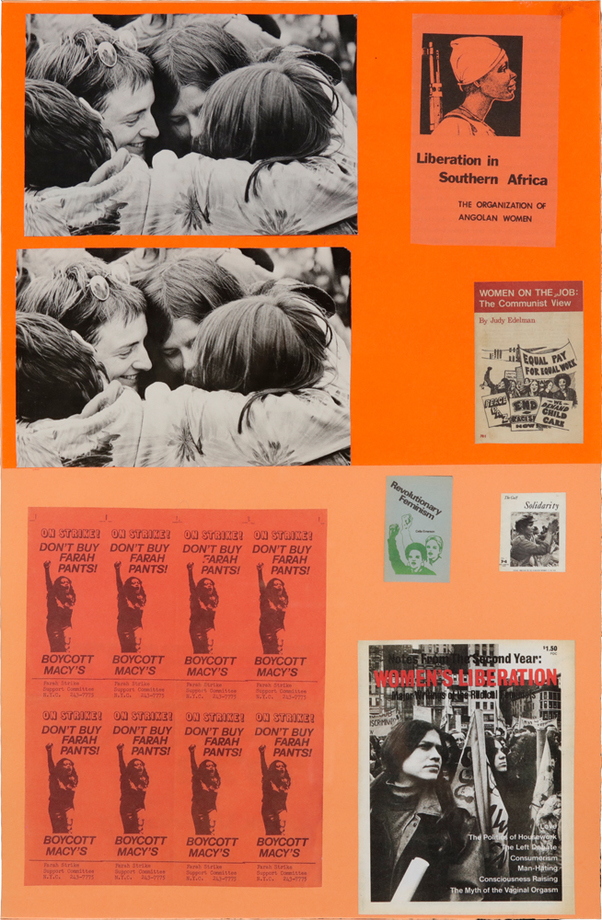 Liberation in
Southern Africa
THE ORGANIZATION OF
ANGOLAN WOMEN
WOMEN ON THE JOB:
The Communist View
By Judy Edelman
EQUAL PAY
FOR EQUAL WORK
END
RACISM
NOW
WE
DEMAND
CHILD
CARE
Revolutionary
Feminism
Solidarity
ON STRIKE!
DON'T BUY
FARAH
PANTS!
BOYCOTT
MACY'S
Farah Strike
Support Committee
N.Y.C.
ON STRIKE!
DON'T BUY
FARAH
PANTS!
BOYCOTT
MACY'S
Farah Strike
Support Committee
N.Y.C.
ON STRIKE!
DON'T BUY
FARAH
PANTS!
BOYCOTT
MACY'S
Farah Strike
Support Committee
N.Y.C.
ON STRIKE!
DON'T BUY
FARAH
PANTS!
BOYCOTT
MACY'S
Farah Strike
Support Committee
N.Y.C.
ON STRIKE!
DON'T BUY
FARAH
PANTS!
BOYCOTT
MACY'S
Farah Strike
Support Committee
N.Y.C.
ON STRIKE!
DON'T BUY
FARAH
PANTS!
BOYCOTT
MACY'S
Farah Strike
Support Committee
N.Y.C.
ON STRIKE!
DON'T BUY
FARAH
PANTS!
BOYCOTT
MACY'S
Farah Strike
Support Committee
N.Y.C.
ON STRIKE!
DON'T BUY
FARAH
PANTS!
BOYCOTT
MACY'S
Farah Strike
Support Committee
N.Y.C.
$1.50
Notes From The Second Year:
WOMEN'S LIBERATION
Major Writings of the Radical Feminists
Love
The Politics of Housework
The Left Debate
Consumerism
Man-Hating
Consciousness Raising
The Myth of the Vaginal Orgasm